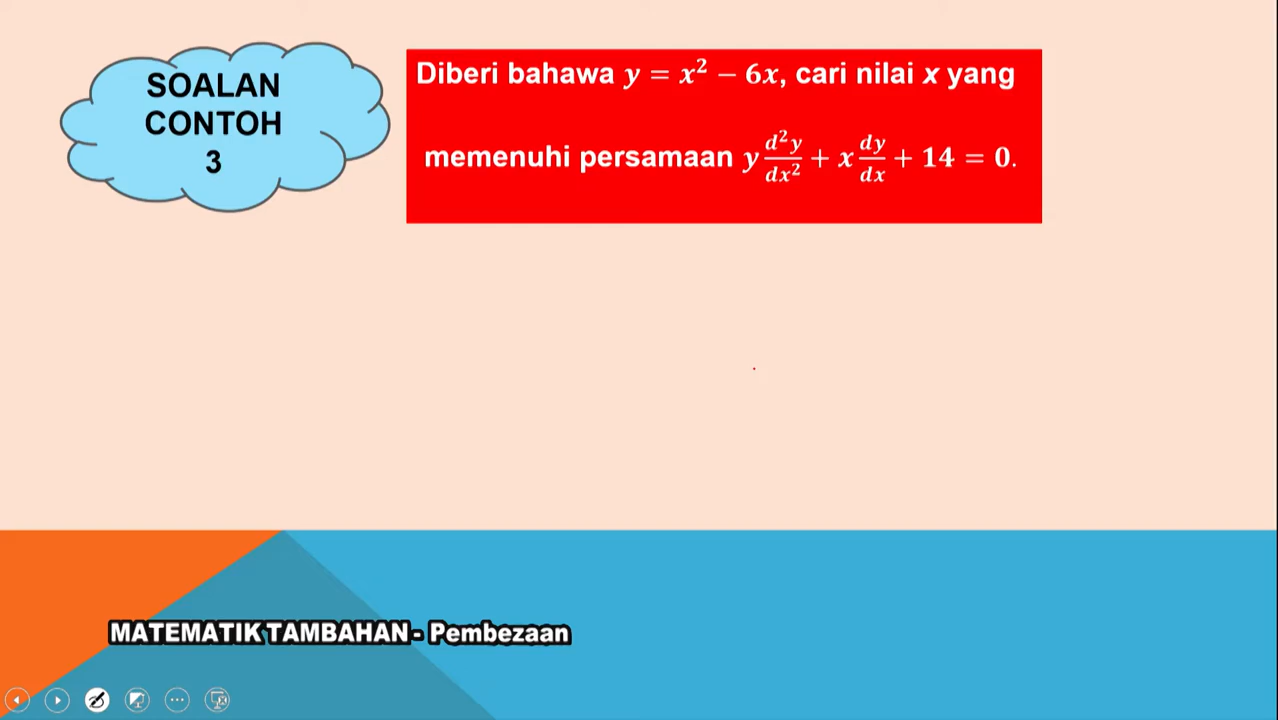 SOALAN
CONTOH
3
Diberi bahawa y = x² − 6x, cari nilai x yang
memenuhi persamaan y d²y/dx² + x dy/dx + 14 = 0.
MATEMATIK TAMBAHAN - Pembezaan